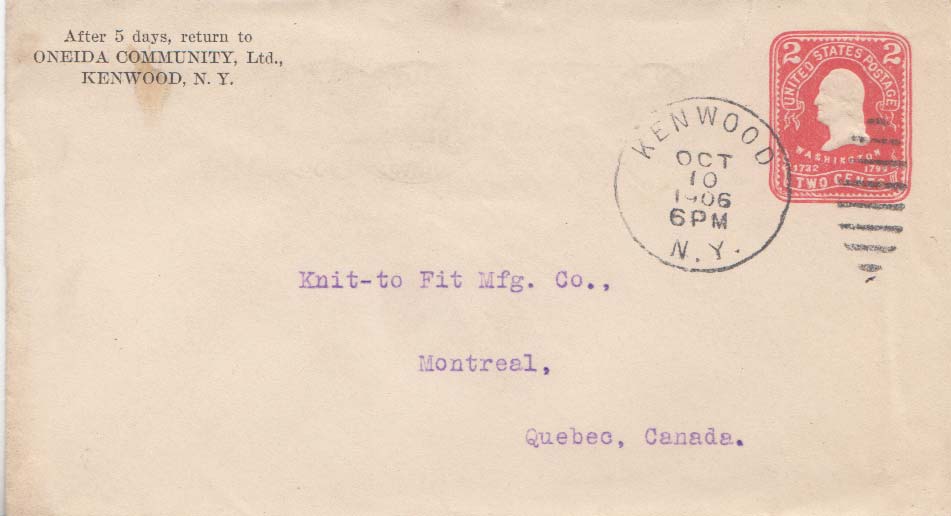 After 5 days, return to
ONEIDA COMMUNITY, Ltd.,
KENWOOD, N. Y.
2 2
UNITED STATES POSTAGE
WASHINGTON
1732 1799
TWO CENTS
KENWOOD
OCT
10
1906
6PM
N.Y.
Knit-to Fit Mfg. Co.,
Montreal,
Quebec, Canada.